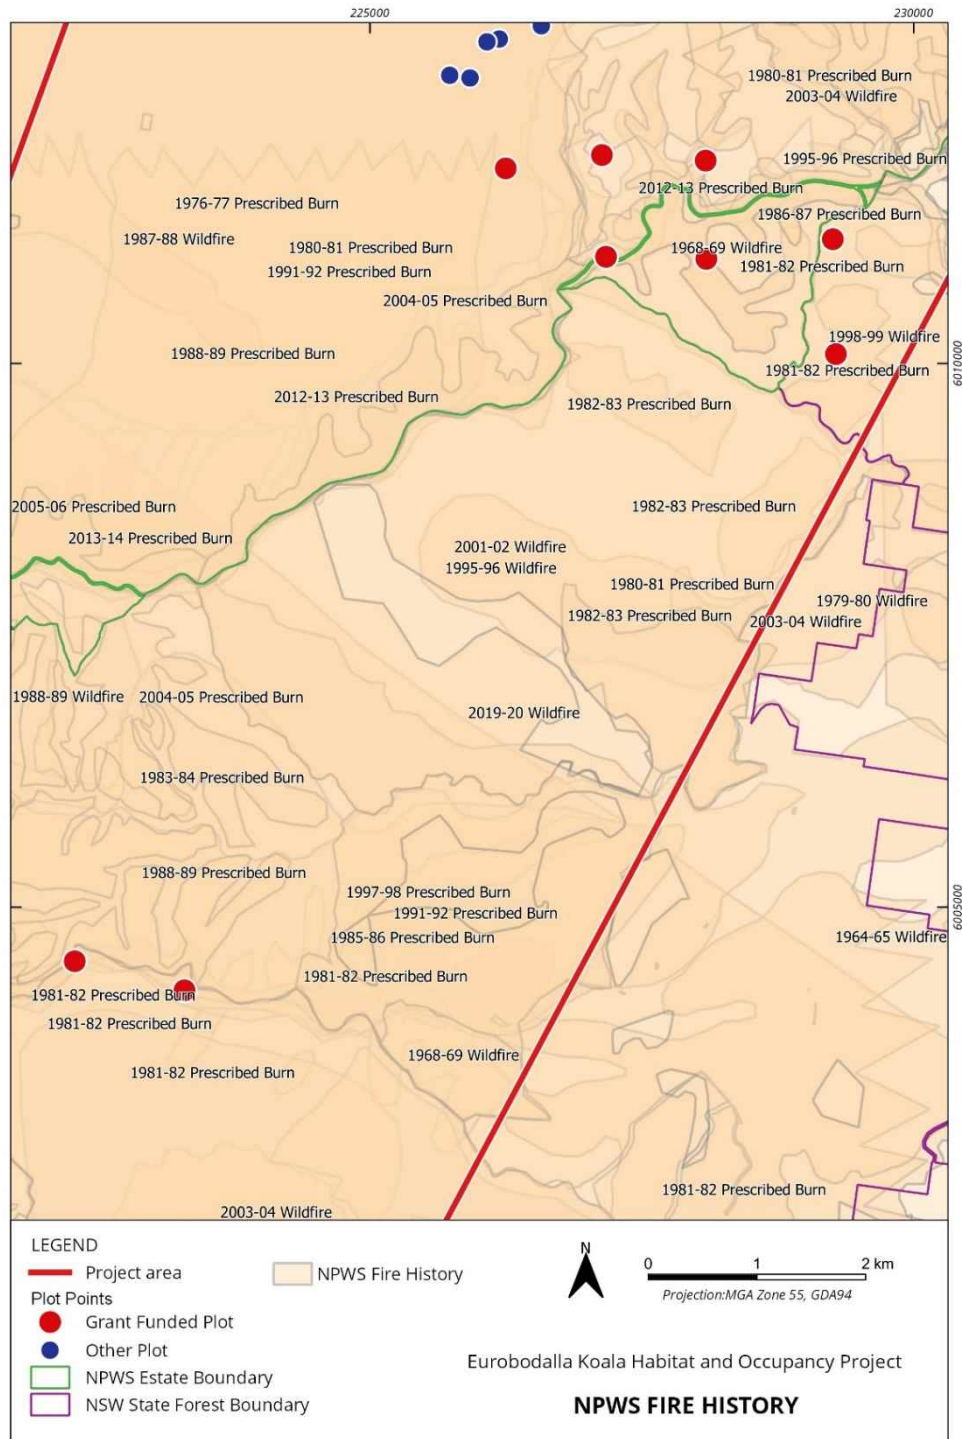 225000
230000
1980-81 Prescribed Burn
2003-04 Wildfire
1995-96 Prescribed Burn
2012-13 Prescribed Burn
1976-77 Prescribed Burn
1986-87 Prescribed Burn
1987-88 Wildfire
1980-81 Prescribed Burn
1968-69 Wildfire
1991-92 Prescribed Burn
1981-82 Prescribed Burn
2004-05 Prescribed Burn
1998-99 Wildfire
1988-89 Prescribed Burn
6010000
1981-82 Prescribed Burn
2012-13 Prescribed Burn
1982-83 Prescribed Burn
2005-06 Prescribed Burn
1982-83 Prescribed Burn
2013-14 Prescribed Burn
2001-02 Wildfire
1995-96 Wildfire
1980-81 Prescribed Burn
1979-80 Wildfire
1982-83 Prescribed Burn
2003-04 Wildfire
1988-89 Wildfire
2004-05 Prescribed Burn
2019-20 Wildfire
1983-84 Prescribed Burn
1988-89 Prescribed Burn
1997-98 Prescribed Burn
6005000
1991-92 Prescribed Burn
1985-86 Prescribed Burn
1964-65 Wildfire
1981-82 Prescribed Burn
1981-82 Prescribed Burn
1981-82 Prescribed Burn
1968-69 Wildfire
1981-82 Prescribed Burn
1981-82 Prescribed Burn
2003-04 Wildfire
LEGEND
Project area
NPWS Fire History
Plot Points
Grant Funded Plot
Other Plot
NPWS Estate Boundary
NSW State Forest Boundary
N
0 1 2 km
Projection:MGA Zone 55, GDA94
Eurobodalla Koala Habitat and Occupancy Project
NPWS FIRE HISTORY